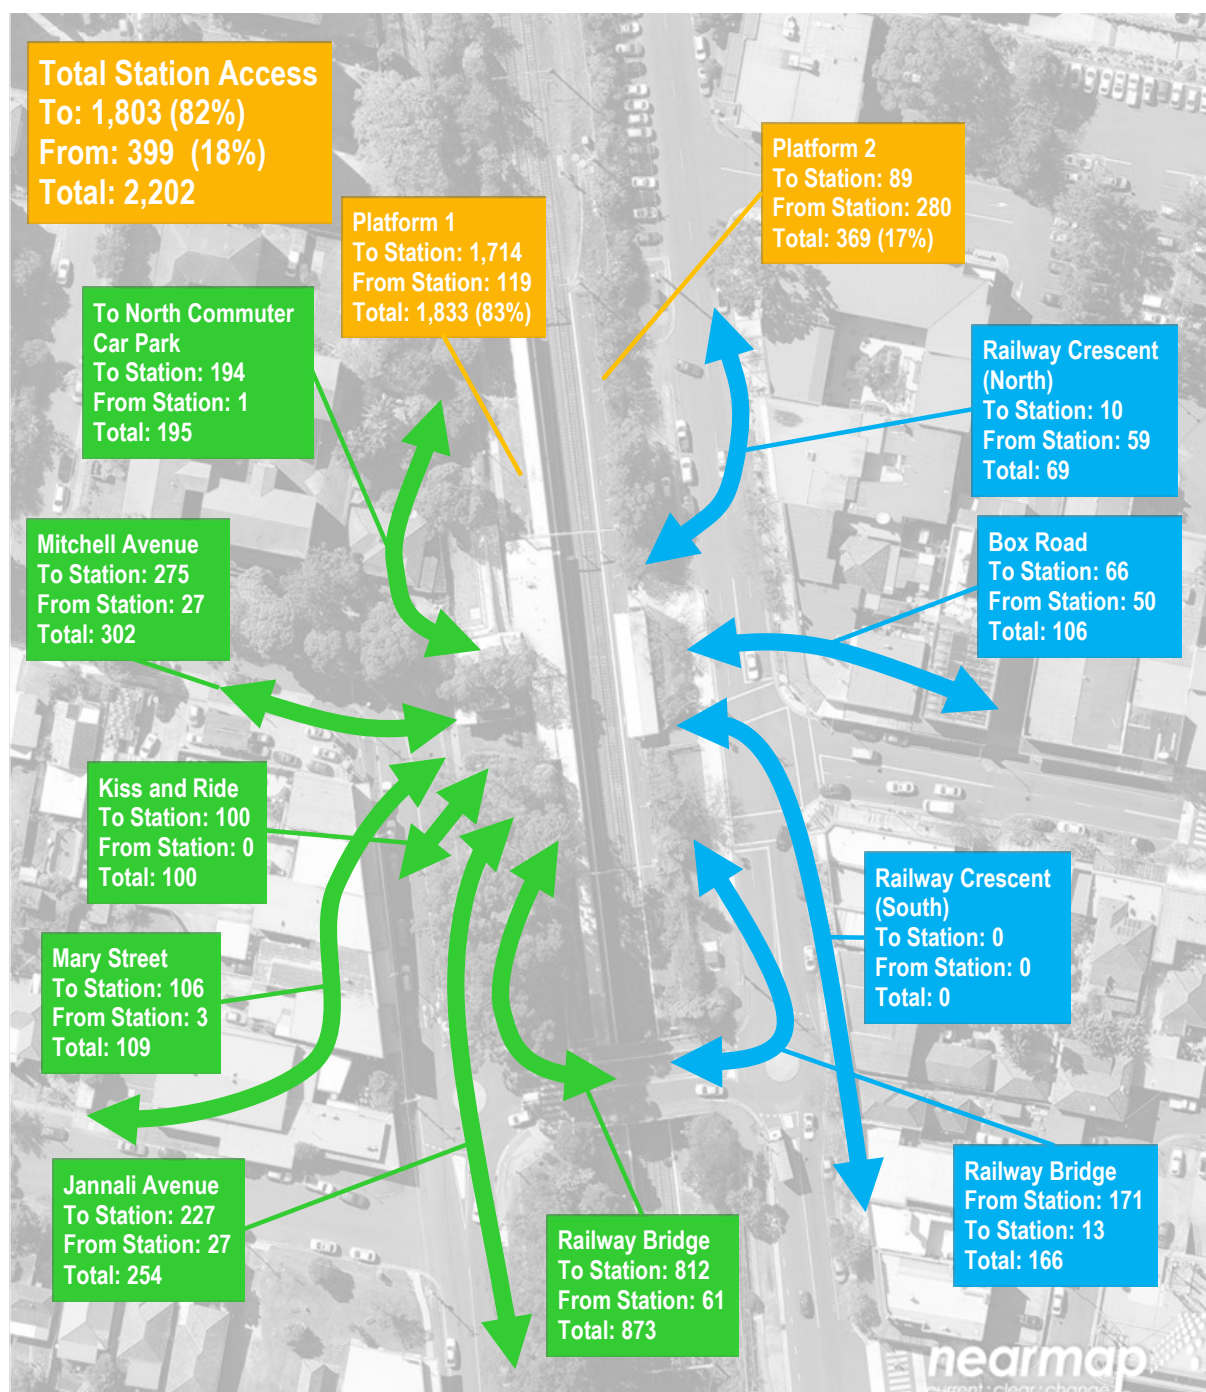 Total Station Access
To: 1,803 (82%)
From: 399 (18%)
Total: 2,202
Platform 2
To Station: 89
From Station: 280
Total: 369 (17%)
Platform 1
To Station: 1,714
From Station: 119
Total: 1,833 (83%)
To North Commuter
Car Park
To Station: 194
From Station: 1
Total: 195
Railway Crescent
(North)
To Station: 10
From Station: 59
Total: 69
Mitchell Avenue
To Station: 275
From Station: 27
Total: 302
Box Road
To Station: 66
From Station: 50
Total: 106
Kiss and Ride
To Station: 100
From Station: 0
Total: 100
Railway Crescent
(South)
To Station: 0
From Station: 0
Total: 0
Mary Street
To Station: 106
From Station: 3
Total: 109
Jannali Avenue
To Station: 227
From Station: 27
Total: 254
Railway Bridge
To Station: 812
From Station: 61
Total: 873
Railway Bridge
From Station: 171
To Station: 13
Total: 166
nearmap